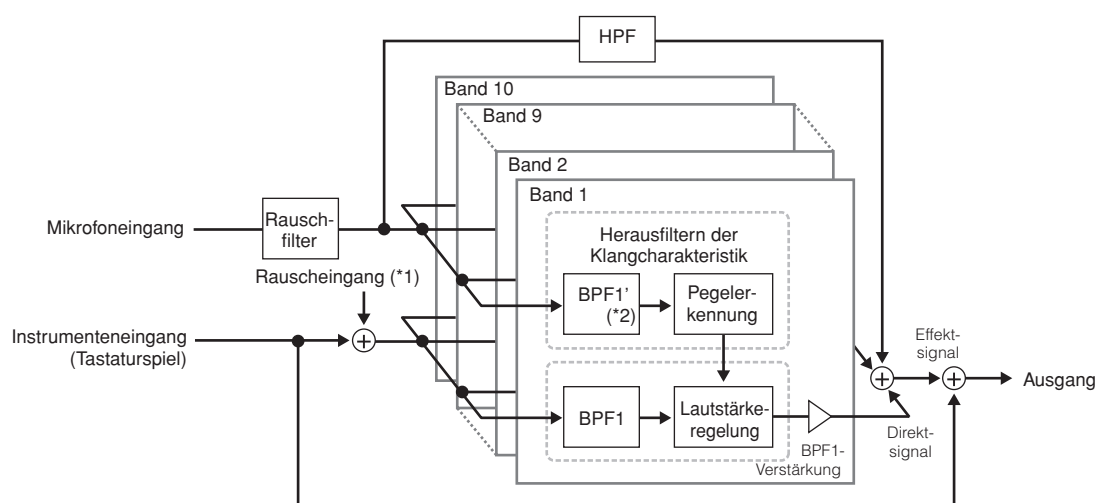 HPF
Band 10
Band 9
Band 2
Band 1
Mikrofoneingang
Rausch-
filter
Herausfiltern der
Klangcharakteristik
Rauscheingang (*1)
BPF1’
(*2)
Pegeler-
kennung
Instrumenteneingang
(Tastaturspiel)
Effekt-
signal
Ausgang
BPF1
Lautstärke-
regelung
BPF1-
Verstärkung
Direkt-
signal